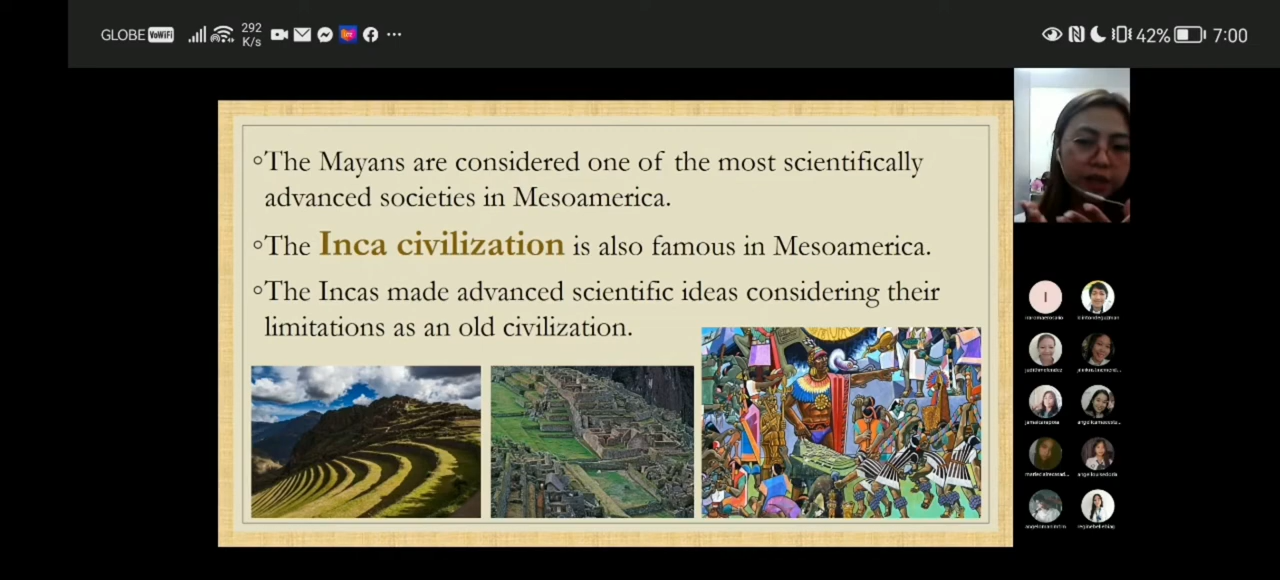 GLOBE VoWiFi 292 K/s 42% 7:00
The Mayans are considered one of the most scientifically
advanced societies in Mesoamerica.
The Inca civilization is also famous in Mesoamerica.
The Incas made advanced scientific ideas considering their
limitations as an old civilization.
I